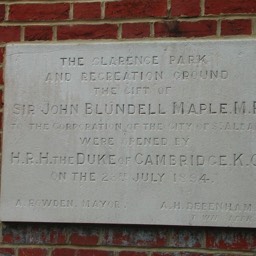 THE CLARENCE PARK
AND RECREATION GROUND
THE GIFT OF
SIR JOHN BLUNDELL MAPLE. M.P
TO THE CORPORATION OF THE CITY OF
WERE OPENED BY
H.R.H. THE DUKE OF CAMBRIDGE. K.G
ON THE JULY 1894.
A. MAYOR. A.H. DEBENHAM